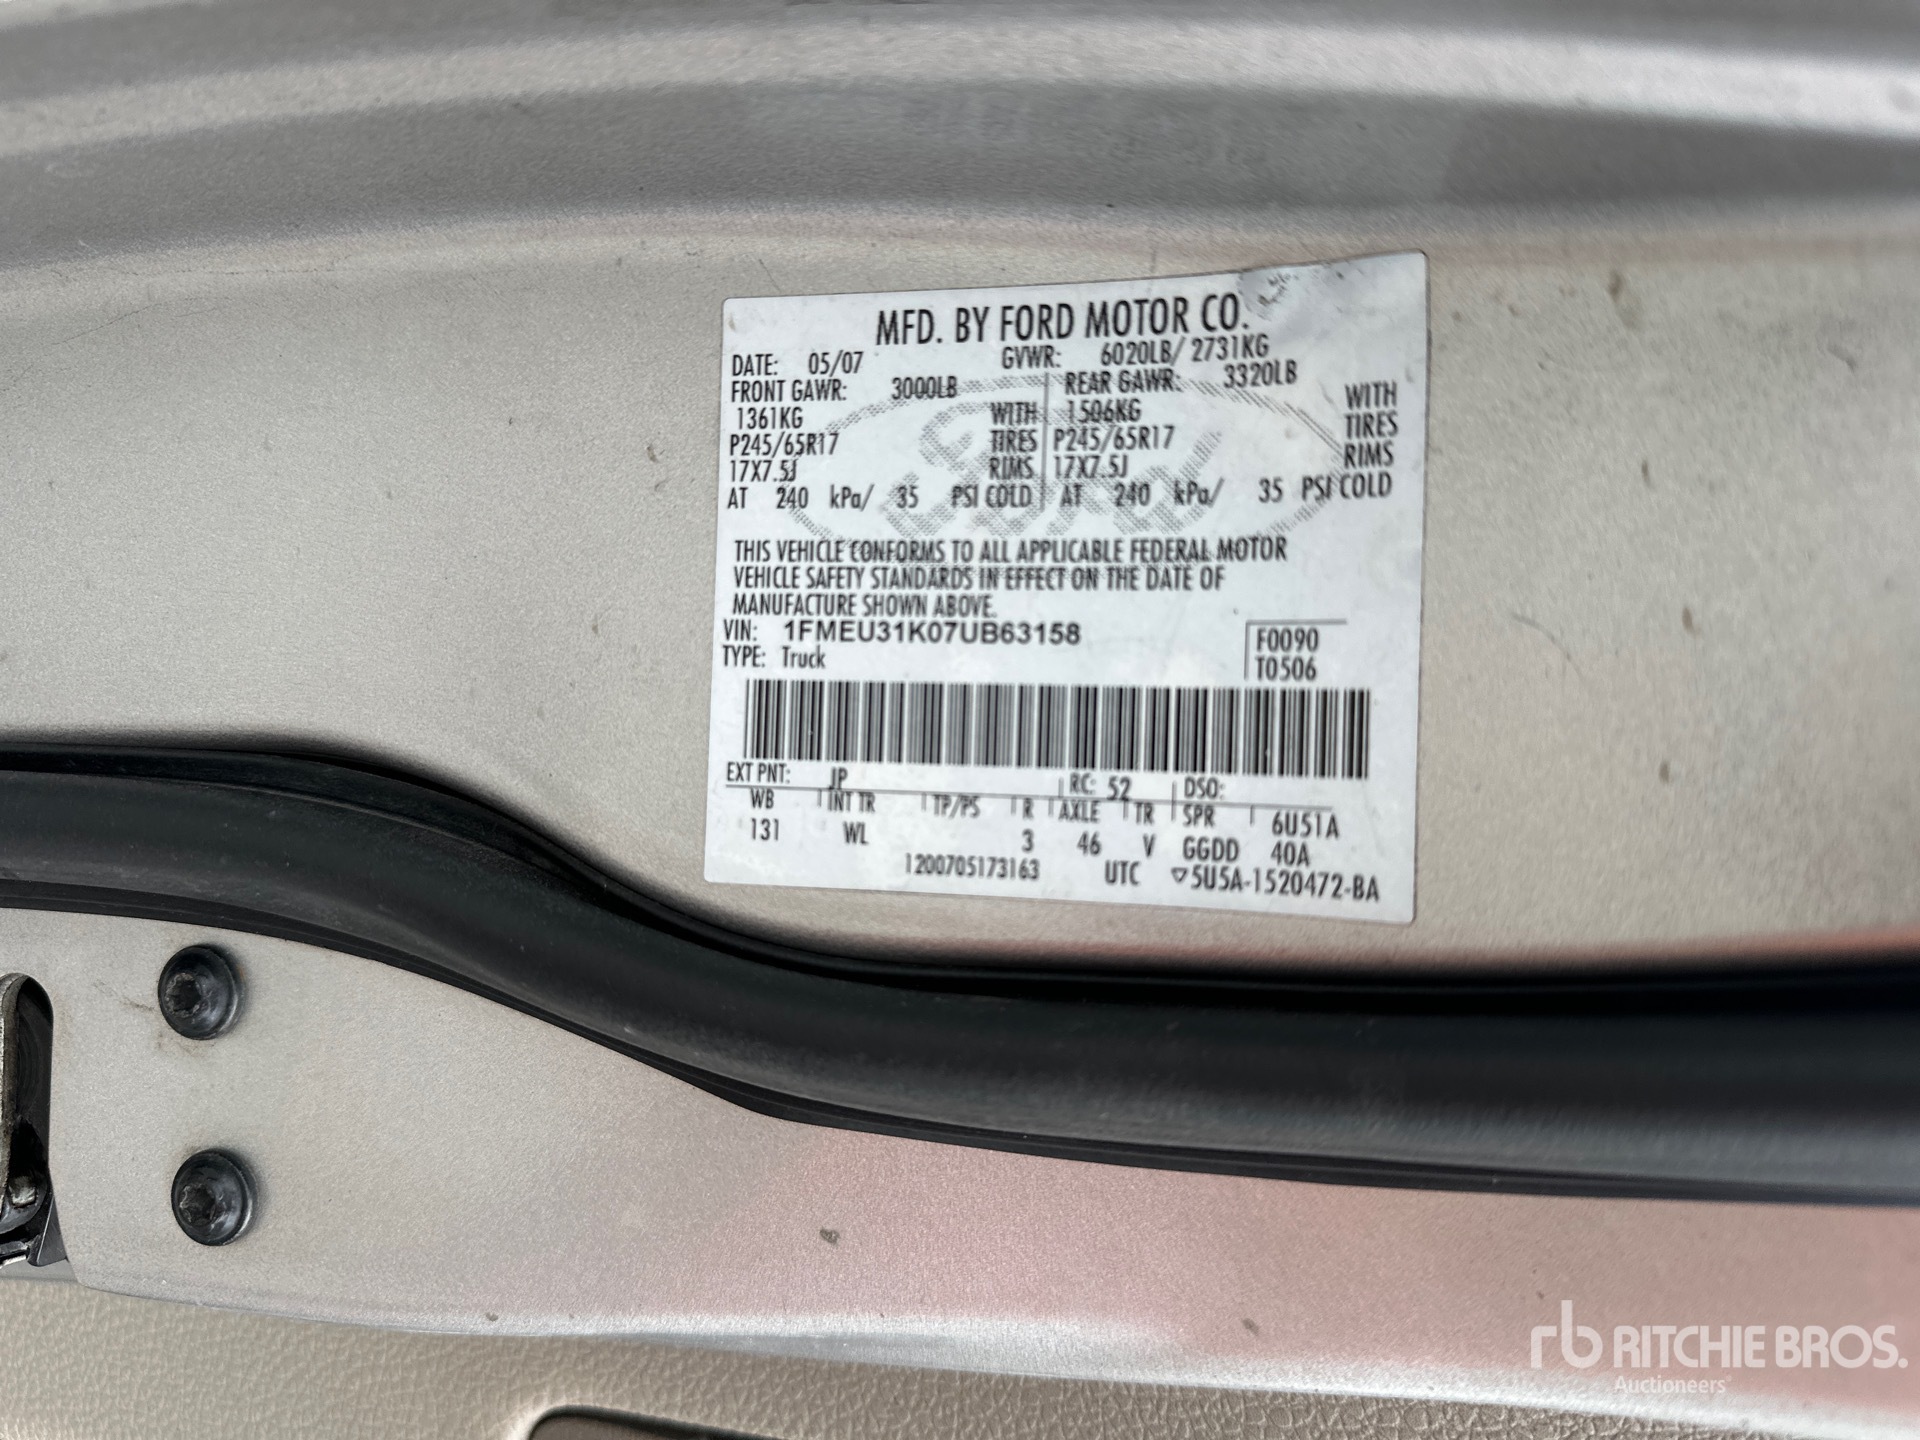 MFD. BY FORD MOTOR CO.
DATE: 05/07 GVWR: 6020LB/ 2731KG
FRONT GAWR: 3000LB REAR GAWR: 3320LB
1361KG WITH 1506KG WITH
P245/65R17 TIRES P245/65R17 TIRES
17X7.5J RIMS 17X7.5J RIMS
AT 240 kPa/ 35 PSI COLD AT 240 kPa/ 35 PSI COLD
Ford
THIS VEHICLE CONFORMS TO ALL APPLICABLE FEDERAL MOTOR
VEHICLE SAFETY STANDARDS IN EFFECT ON THE DATE OF
MANUFACTURE SHOWN ABOVE.
VIN: 1FMEU31K07UB63158
F0090
TYPE: Truck
T0506
EXT PNT: JP RC: 52 DSO:
WB INT TR TP/PS R AXLE TR SPR 6U51A
131 WL 3 46 V GGDD 40A
1200705173163 UTC ▽5U5A-1520472-BA
rb RITCHIE BROS.
Auctioneers